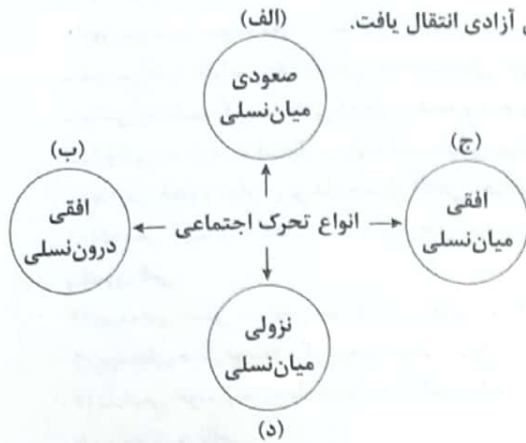 (الف)
ی آزادی انتقال یافت.
صعودی
میان‌نسلی
(ب)
(ج)
افقی
درون‌نسلی
انواع تحرک اجتماعی
افقی
میان‌نسلی
نزولی
میان‌نسلی
(د)